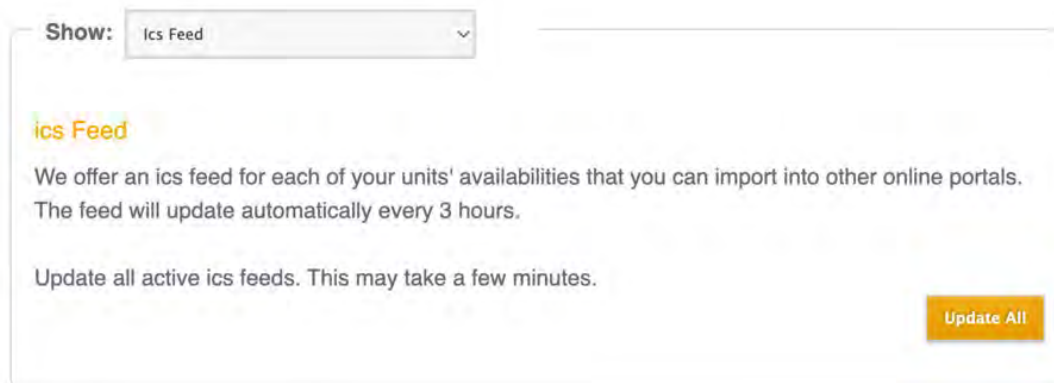 Show: Ics Feed
ics Feed
We offer an ics feed for each of your units' availabilities that you can import into other online portals.
The feed will update automatically every 3 hours.
Update all active ics feeds. This may take a few minutes.
Update All